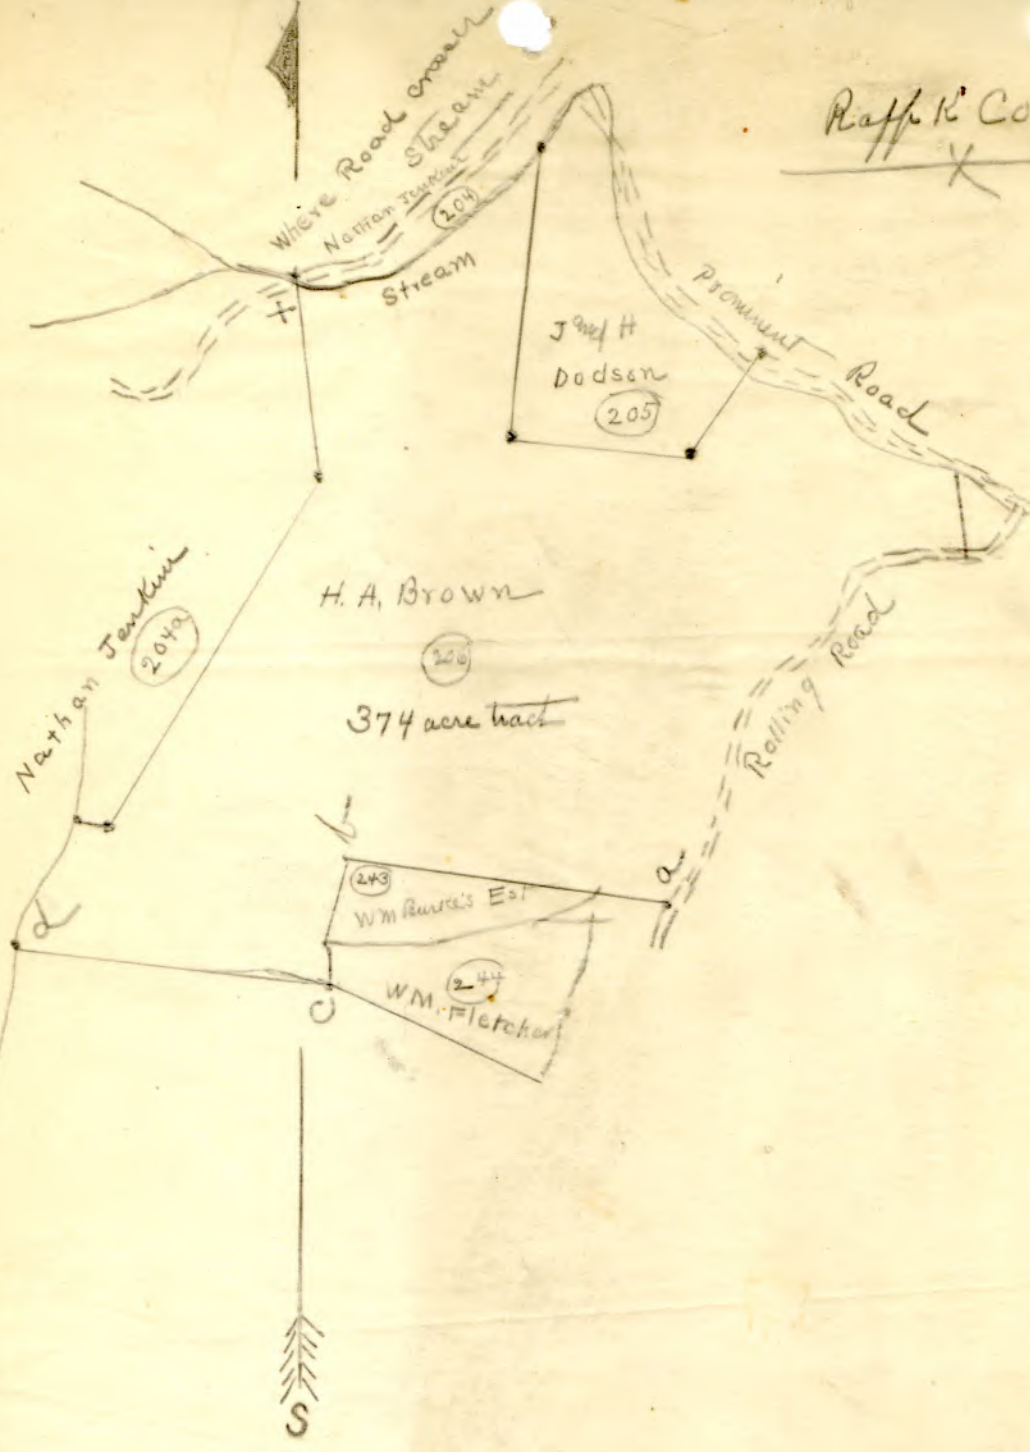 Rapp K Co
X
Where Road cross
Stream
Nathan Jenkins
204
Stream
X
Prominent
Road
J H
Dodson
205
Nathan Jenkins
204a
H. A. Brown
206
374 acre tract
Rolling Road
b
a
243
Wm Burke's Est
d
244
WM. Fletcher
C
S